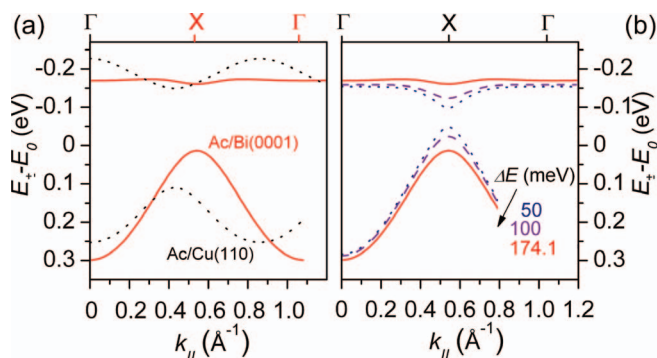 (a) Γ X Γ Γ X Γ (b)
-0.2 -0.2
-0.1 -0.1
E±-E0 (eV) 0 Ac/Bi(0001) 0 E±-E0 (eV)
ΔE (meV)
0.1 50 0.1
0.2 100 0.2
Ac/Cu(110) 174.1
0.3 0.3
0 0.2 0.4 0.6 0.8 1.0 0 0.2 0.4 0.6 0.8 1.0 1.2
k// (Å-1) k// (Å-1)